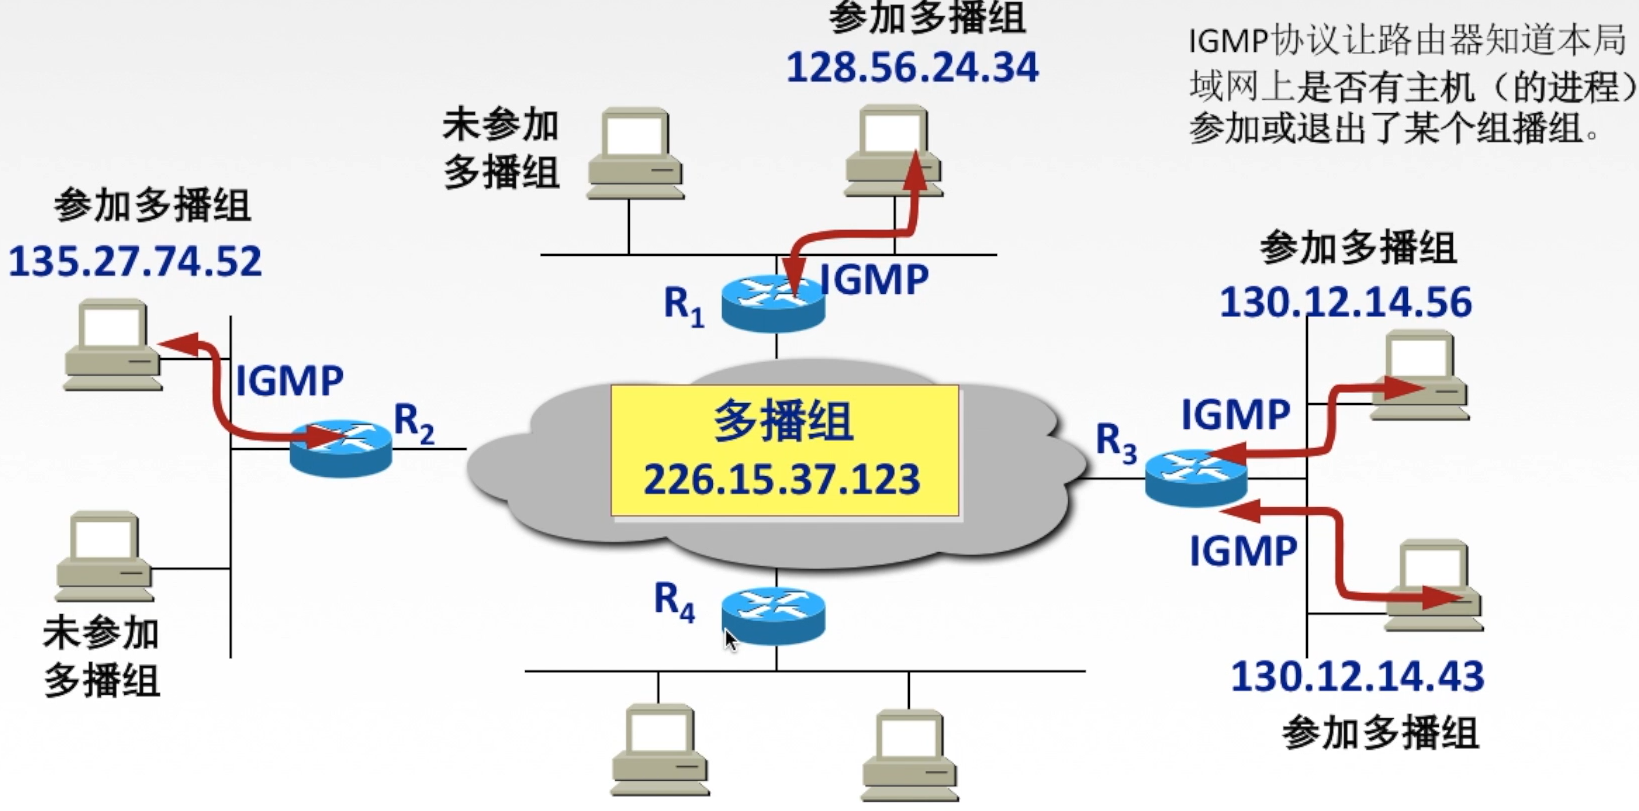 参加多播组
128.56.24.34
IGMP协议让路由器知道本局
域网上是否有主机（的进程）
参加或退出了某个组播组。
未参加
多播组
参加多播组
135.27.74.52
IGMP
R1
参加多播组
130.12.14.56
IGMP
R2
多播组
226.15.37.123
IGMP
R3
IGMP
R4
未参加
多播组
130.12.14.43
参加多播组